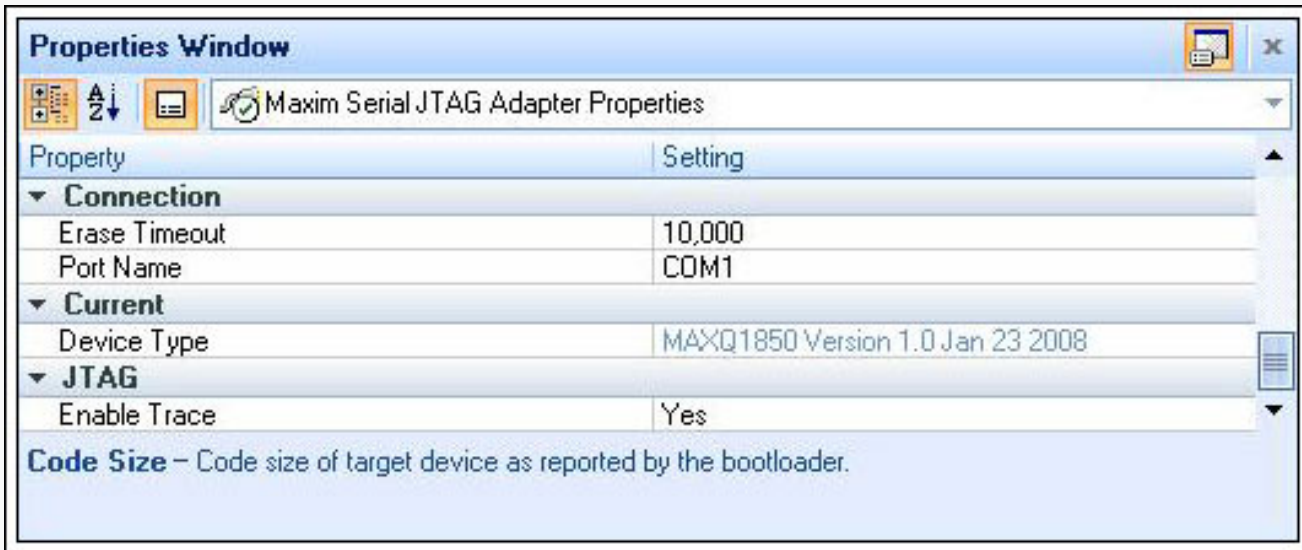 Properties Window
Maxim Serial JTAG Adapter Properties
Property Setting
Connection
Erase Timeout 10,000
Port Name COM1
Current
Device Type MAXQ1850 Version 1.0 Jan 23 2008
JTAG
Enable Trace Yes
Code Size – Code size of target device as reported by the bootloader.